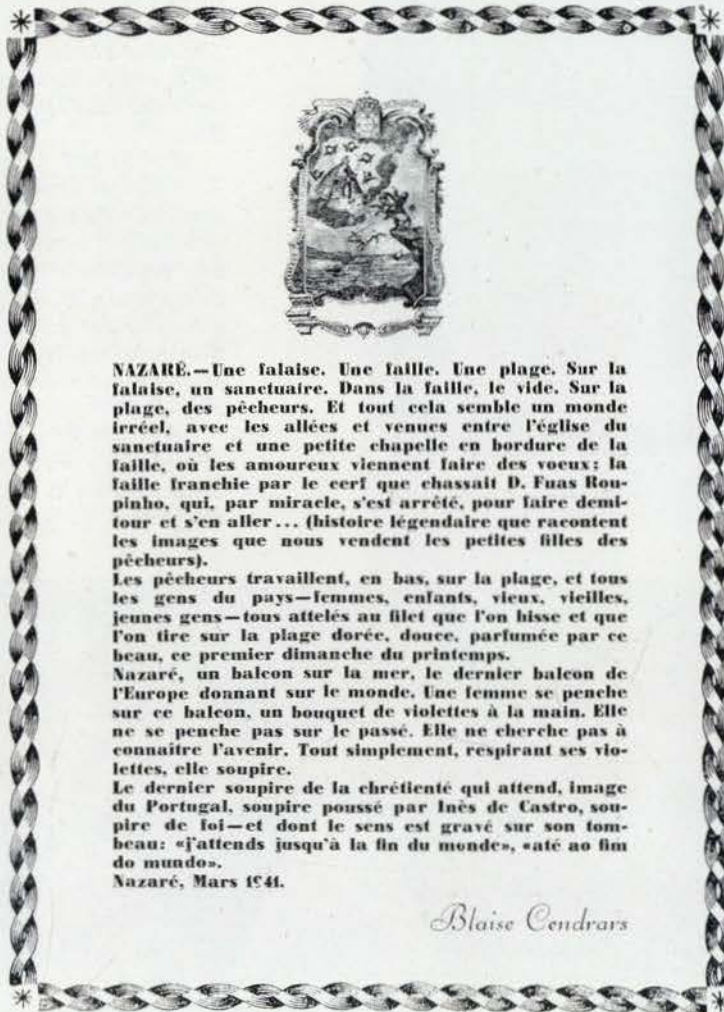 NAZARÉ.—Une falaise. Une faille. Une plage. Sur la
falaise, un sanctuaire. Dans la faille, le vide. Sur la
plage, des pêcheurs. Et tout cela semble un monde
irréel, avec les allées et venues entre l'église du
sanctuaire et une petite chapelle en bordure de la
faille, où les amoureux viennent faire des voeux; la
faille franchie par le cerf que chassait D. Fuas Rou-
pinho, qui, par miracle, s'est arrêté, pour faire demi-
tour et s'en aller... (histoire légendaire que racontent
les images que nous vendent les petites filles des
pêcheurs).
Les pêcheurs travaillent, en bas, sur la plage, et tous
les gens du pays—femmes, enfants, vieux, vieilles,
jeunes gens—tous attelés au filet que l'on hisse et que
l'on tire sur la plage dorée, douce, parfumée par ce
beau, ce premier dimanche du printemps.
Nazaré, un balcon sur la mer, le dernier balcon de
l'Europe donnant sur le monde. Une femme se penche
sur ce balcon, un bouquet de violettes à la main. Elle
ne se penche pas sur le passé. Elle ne cherche pas à
connaître l'avenir. Tout simplement, respirant ses vio-
lettes, elle soupire.
Le dernier soupire de la chrétienté qui attend, image
du Portugal, soupire poussé par Inès de Castro, sou-
pire de foi—et dont le sens est gravé sur son tom-
beau: «j'attends jusqu'à la fin du monde», «até ao fim
do mundo».
Nazaré, Mars 1941.
Blaise Cendrars